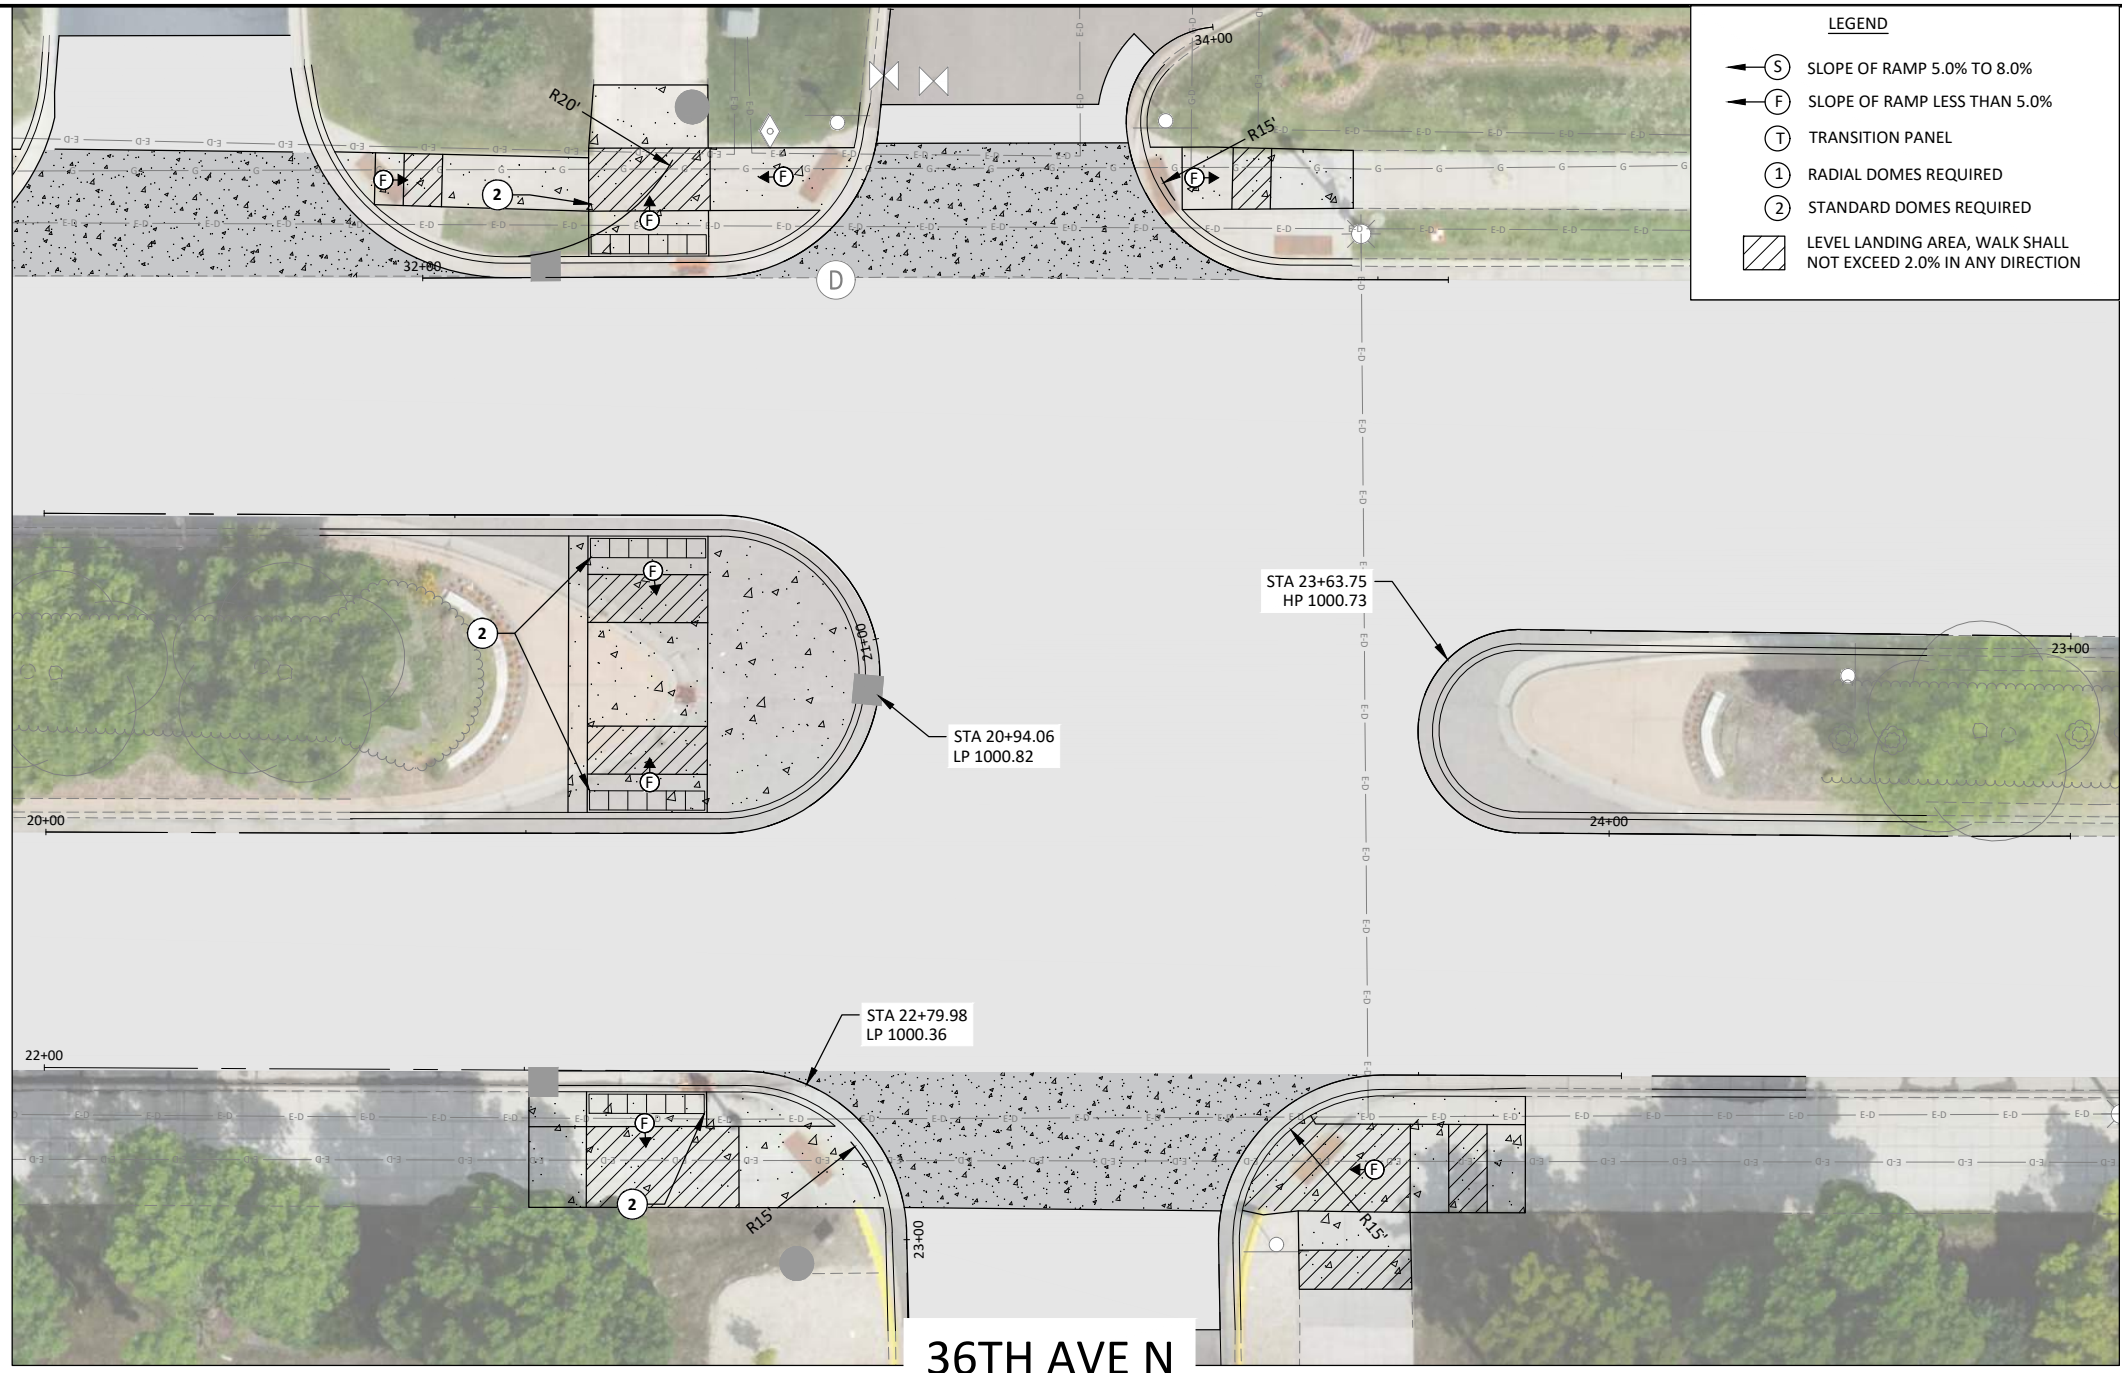 LEGEND
S SLOPE OF RAMP 5.0% TO 8.0%
F SLOPE OF RAMP LESS THAN 5.0%
T TRANSITION PANEL
1 RADIAL DOMES REQUIRED
2 STANDARD DOMES REQUIRED
LEVEL LANDING AREA, WALK SHALL
NOT EXCEED 2.0% IN ANY DIRECTION
34+00
R20'
R15'
F
2
F
F
F
32+00
D
F
2
F
21+00
STA 20+94.06
LP 1000.82
STA 23+63.75
HP 1000.73
23+00
20+00
24+00
STA 22+79.98
LP 1000.36
22+00
F
2
R15'
23+00
F
R15'
36TH AVE N